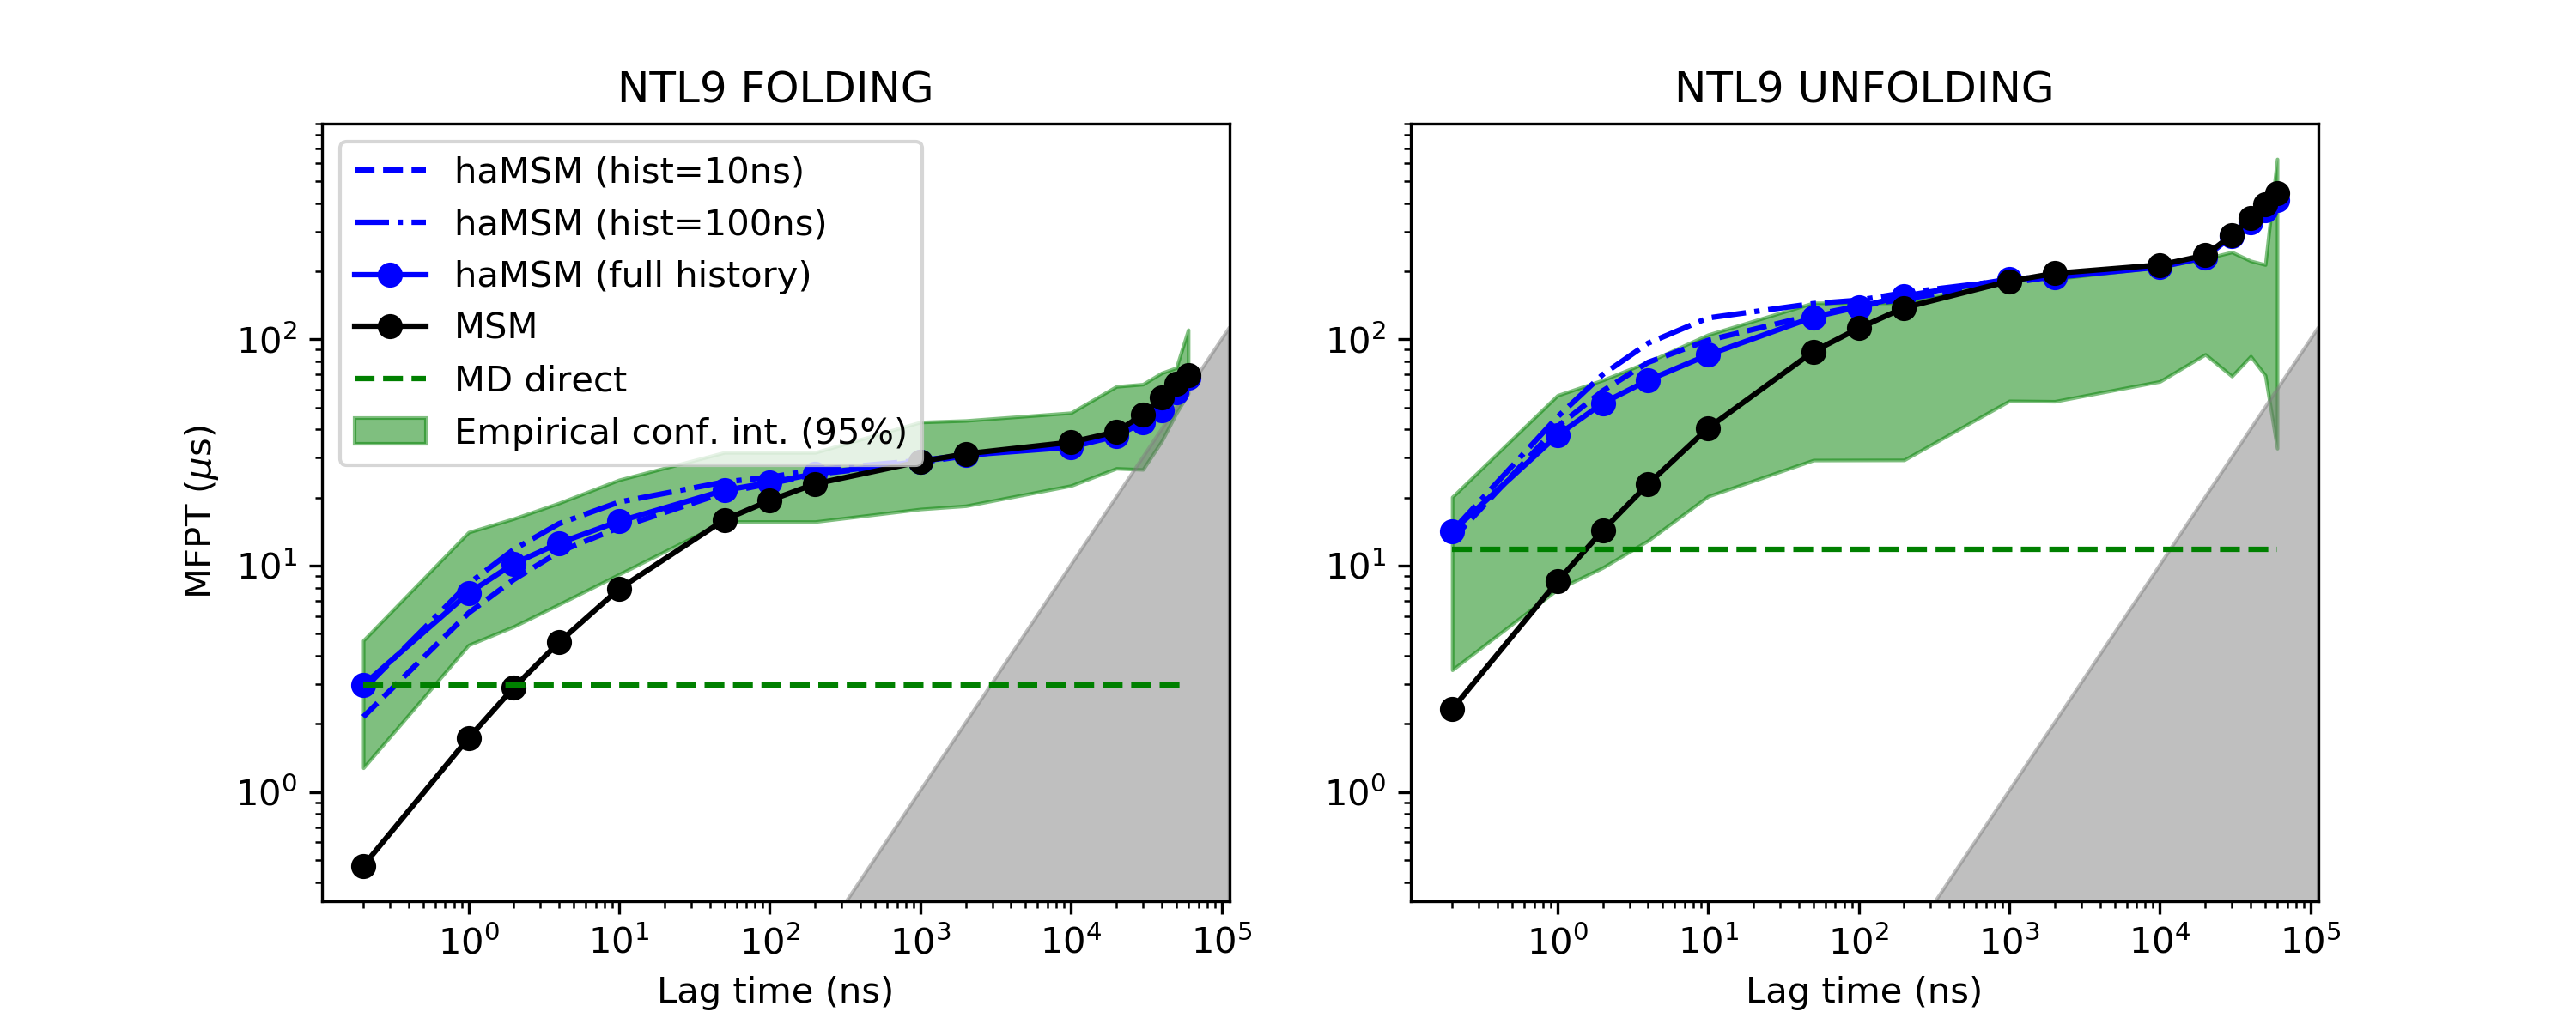 NTL9 FOLDING
haMSM (hist=10ns)
haMSM (hist=100ns)
haMSM (full history)
MSM
MD direct
Empirical conf. int. (95%)
MFPT (μs)
10²
10¹
10⁰
10⁰ 10¹ 10² 10³ 10⁴ 10⁵
Lag time (ns)
NTL9 UNFOLDING
10²
10¹
10⁰
10⁰ 10¹ 10² 10³ 10⁴ 10⁵
Lag time (ns)